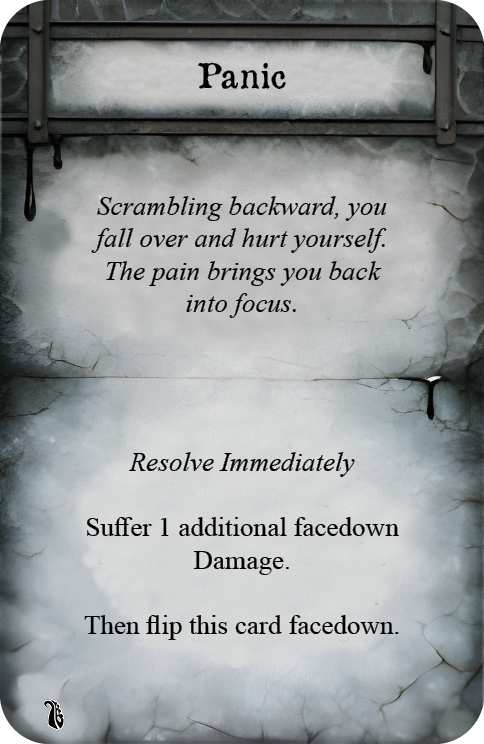 Panic
Scrambling backward, you
fall over and hurt yourself.
The pain brings you back
into focus.
Resolve Immediately
Suffer 1 additional facedown
Damage.
Then flip this card facedown.